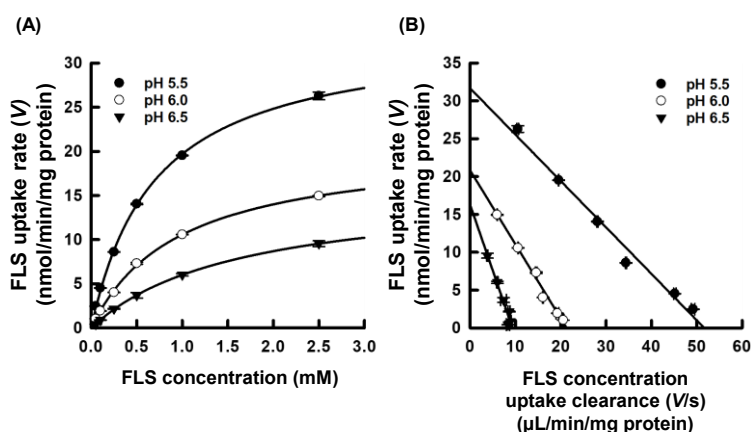 (A)
FLS uptake rate (V)
(nmol/min/mg protein)
30
25
20
15
10
5
0
pH 5.5
pH 6.0
pH 6.5
0.0 0.5 1.0 1.5 2.0 2.5 3.0
FLS concentration (mM)
(B)
FLS uptake rate (V)
(nmol/min/mg protein)
35
30
25
20
15
10
5
0
pH 5.5
pH 6.0
pH 6.5
0 10 20 30 40 50 60
FLS concentration
uptake clearance (V/s)
(µL/min/mg protein)